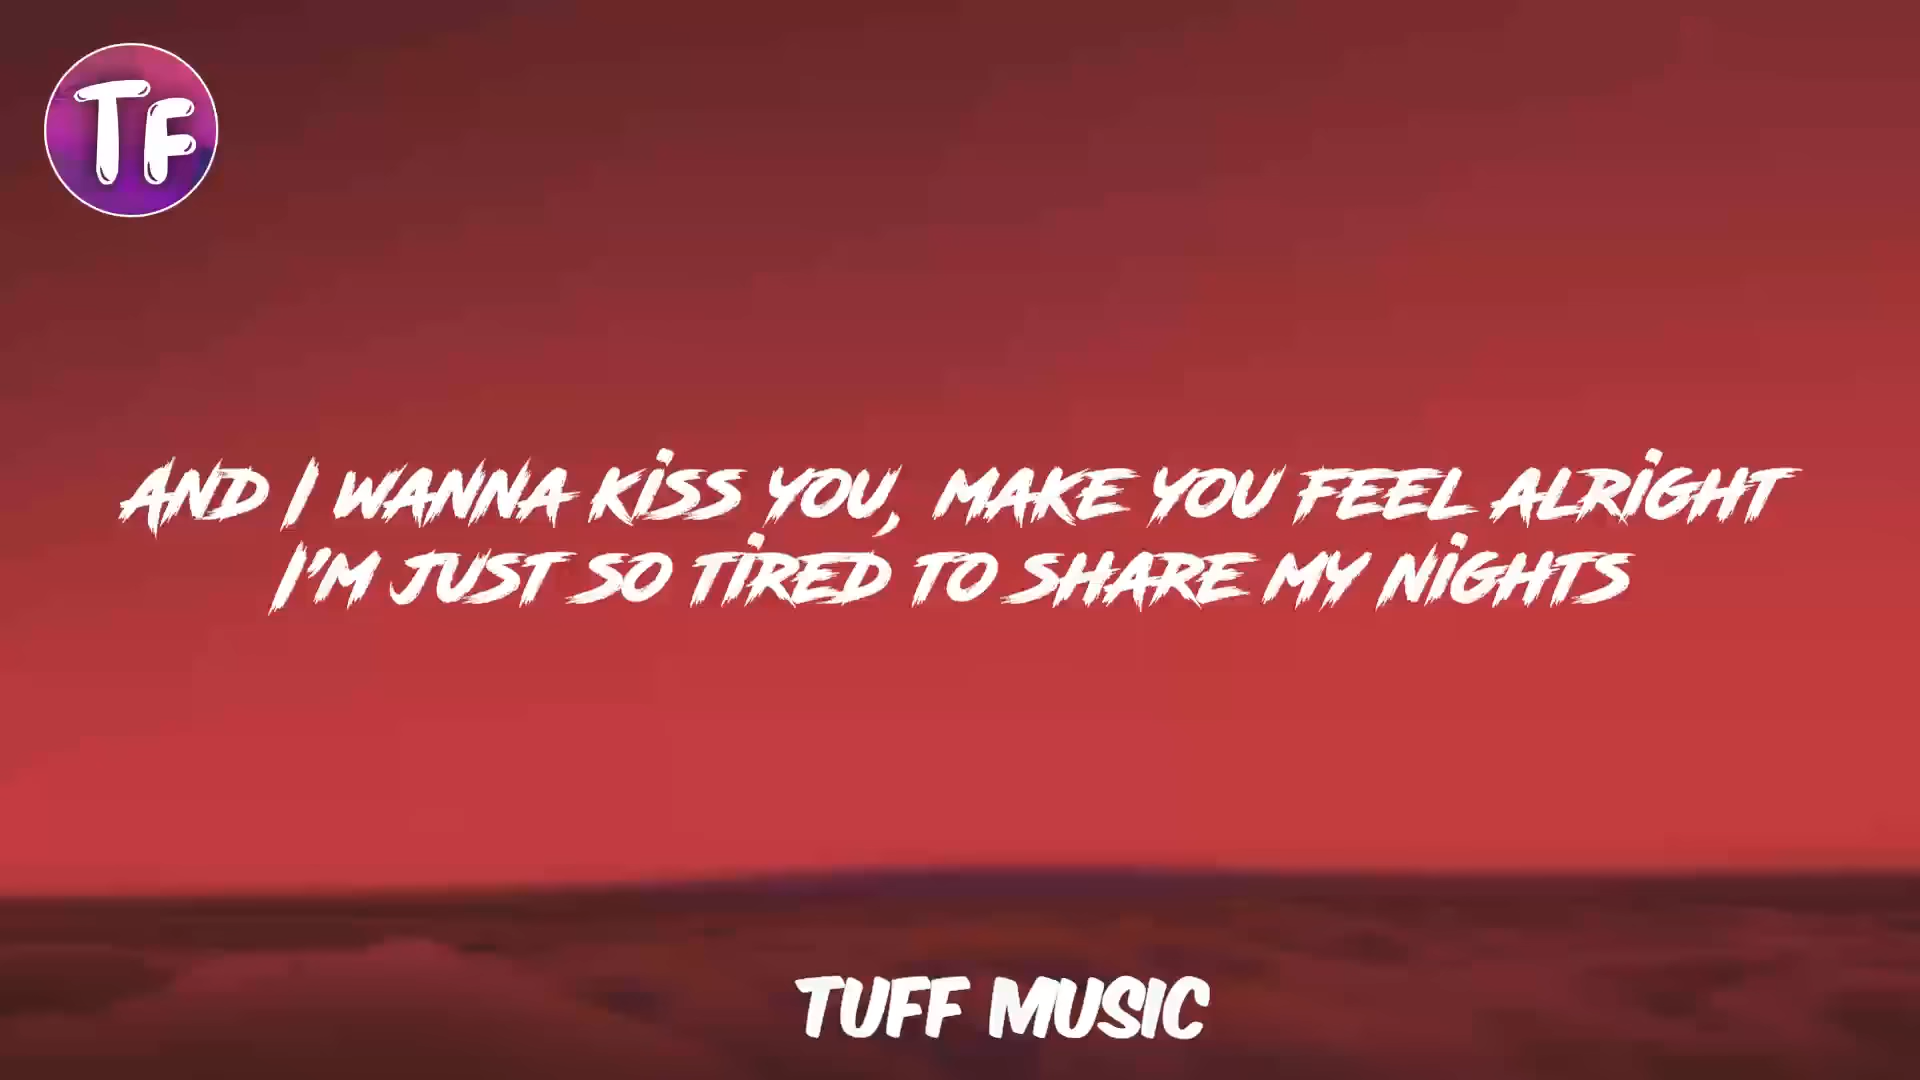 TF
AND I WANNA KISS YOU, MAKE YOU FEEL ALRIGHT
I'M JUST SO TIRED TO SHARE MY NIGHTS
TUFF MUSIC